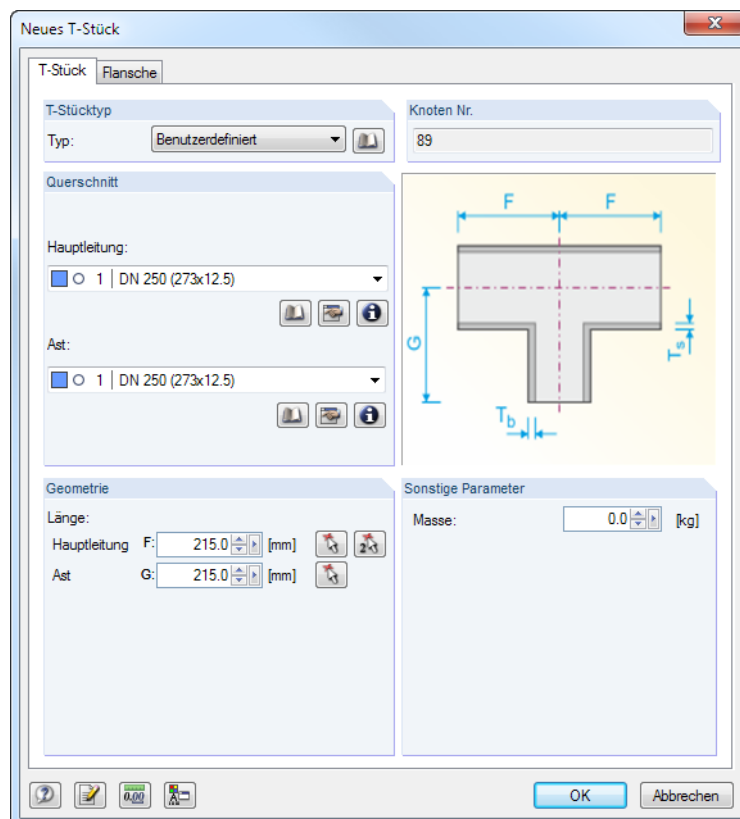 Neues T-Stück
T-Stück Flansche
T-Stücktyp
Typ: Benutzerdefiniert
Knoten Nr.
89
Querschnitt
Hauptleitung:
1 DN 250 (273x12.5)
Ast:
1 DN 250 (273x12.5)
F F
G
Ts
Tb
Geometrie
Länge:
Hauptleitung F: 215.0 [mm]
Ast G: 215.0 [mm]
Sonstige Parameter
Masse: 0.0 [kg]
0.00
OK Abbrechen